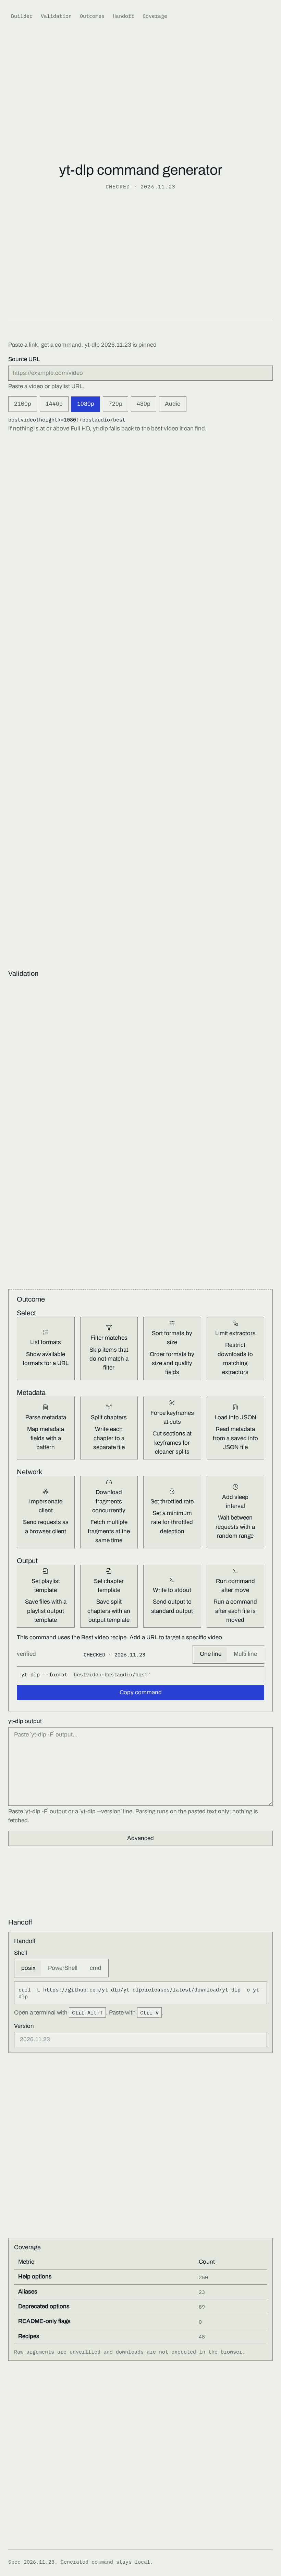 Builder Validation Outcomes Handoff Coverage
yt-dlp command generator
CHECKED · 2026.11.23
Paste a link, get a command. yt-dlp 2026.11.23 is pinned
Source URL
https://example.com/video
Paste a video or playlist URL.
2160p 1440p 1080p 720p 480p Audio
bestvideo[height>=1080]+bestaudio/best
If nothing is at or above Full HD, yt-dlp falls back to the best video it can find.
Validation
Outcome
Select
List formats
Show available
formats for a URL
Filter matches
Skip items that
do not match a
filter
Sort formats by
size
Order formats by
size and quality
fields
Limit extractors
Restrict
downloads to
matching
extractors
Metadata
Parse metadata
Map metadata
fields with a
pattern
Split chapters
Write each
chapter to a
separate file
Force keyframes
at cuts
Cut sections at
keyframes for
cleaner splits
Load info JSON
Read metadata
from a saved info
JSON file
Network
Impersonate
client
Send requests as
a browser client
Download
fragments
concurrently
Fetch multiple
fragments at the
same time
Set throttled rate
Set a minimum
rate for throttled
detection
Add sleep
interval
Wait between
requests with a
random range
Output
Set playlist
template
Save files with a
playlist output
template
Set chapter
template
Save split
chapters with an
output template
Write to stdout
Send output to
standard output
Run command
after move
Run a command
after each file is
moved
This command uses the Best video recipe. Add a URL to target a specific video.
verified CHECKED · 2026.11.23 One line Multi line
yt-dlp --format 'bestvideo+bestaudio/best'
Copy command
yt-dlp output
Paste `yt-dlp -F` output...
Paste `yt-dlp -F` output or a `yt-dlp --version` line. Parsing runs on the pasted text only; nothing is
fetched.
Advanced
Handoff
Handoff
Shell
posix PowerShell cmd
curl -L https://github.com/yt-dlp/yt-dlp/releases/latest/download/yt-dlp -o yt-
dlp
Open a terminal with Ctrl+Alt+T Paste with Ctrl+V
Version
2026.11.23
Coverage
Metric Count
Help options
Aliases 23
Deprecated options 89
README-only flags
Recipes
Raw arguments are unverified and downloads are not executed in the browser.
Spec 2026.11.23. Generated command stays local.